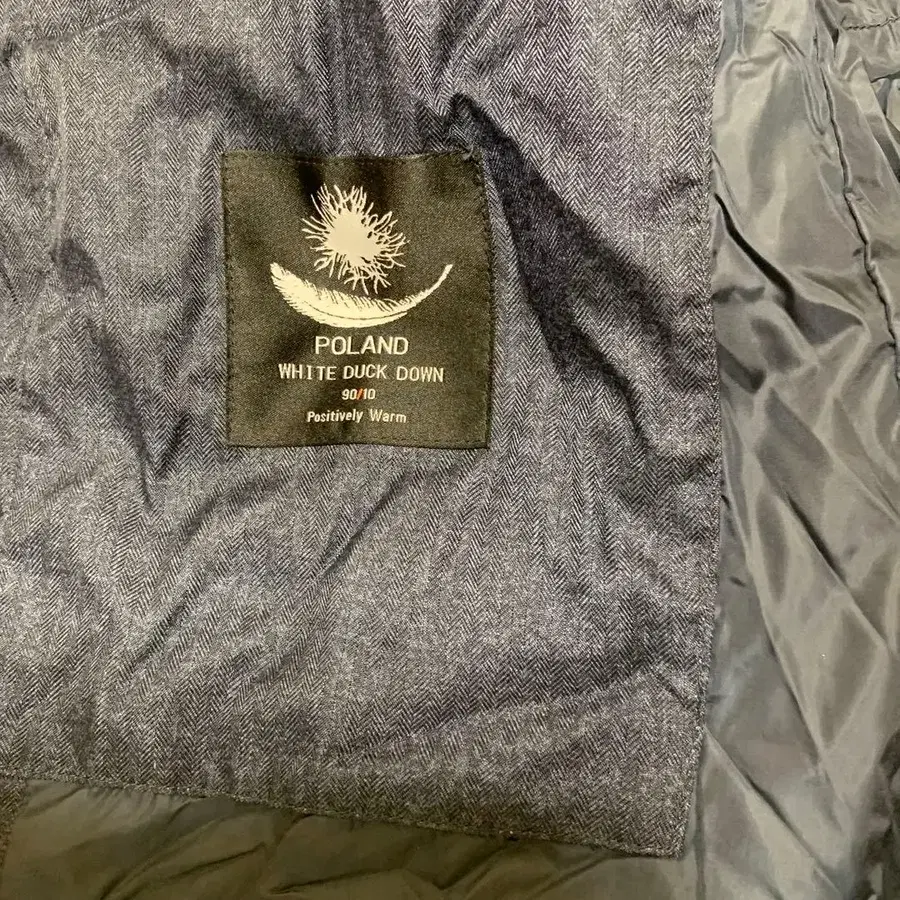 POLAND
WHITE DUCK DOWN
90/10
Positively Warm